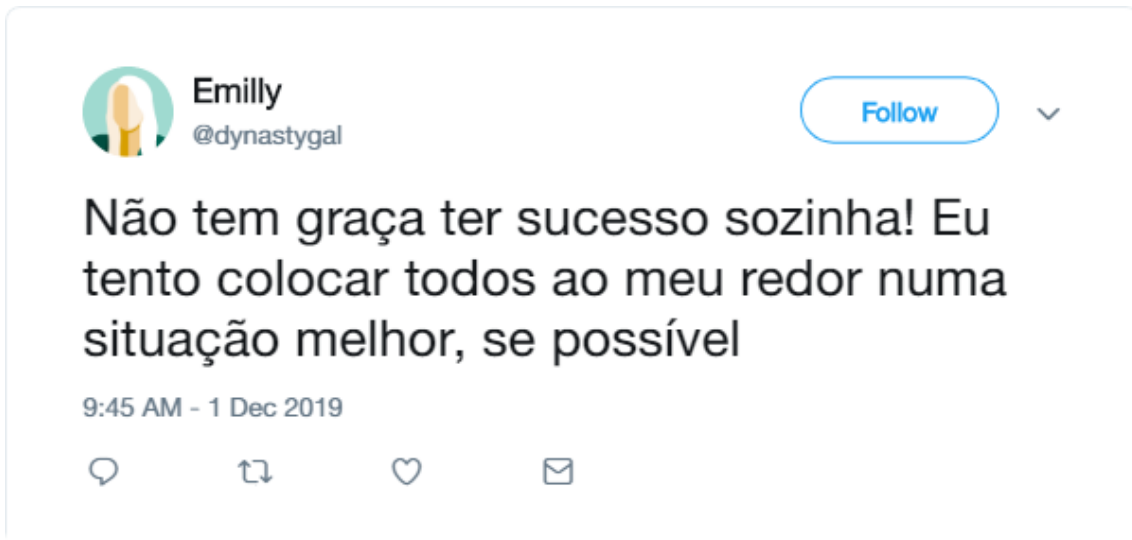 Emilly
@dynastygal
Follow
Não tem graça ter sucesso sozinha! Eu
tento colocar todos ao meu redor numa
situação melhor, se possível
9:45 AM - 1 Dec 2019